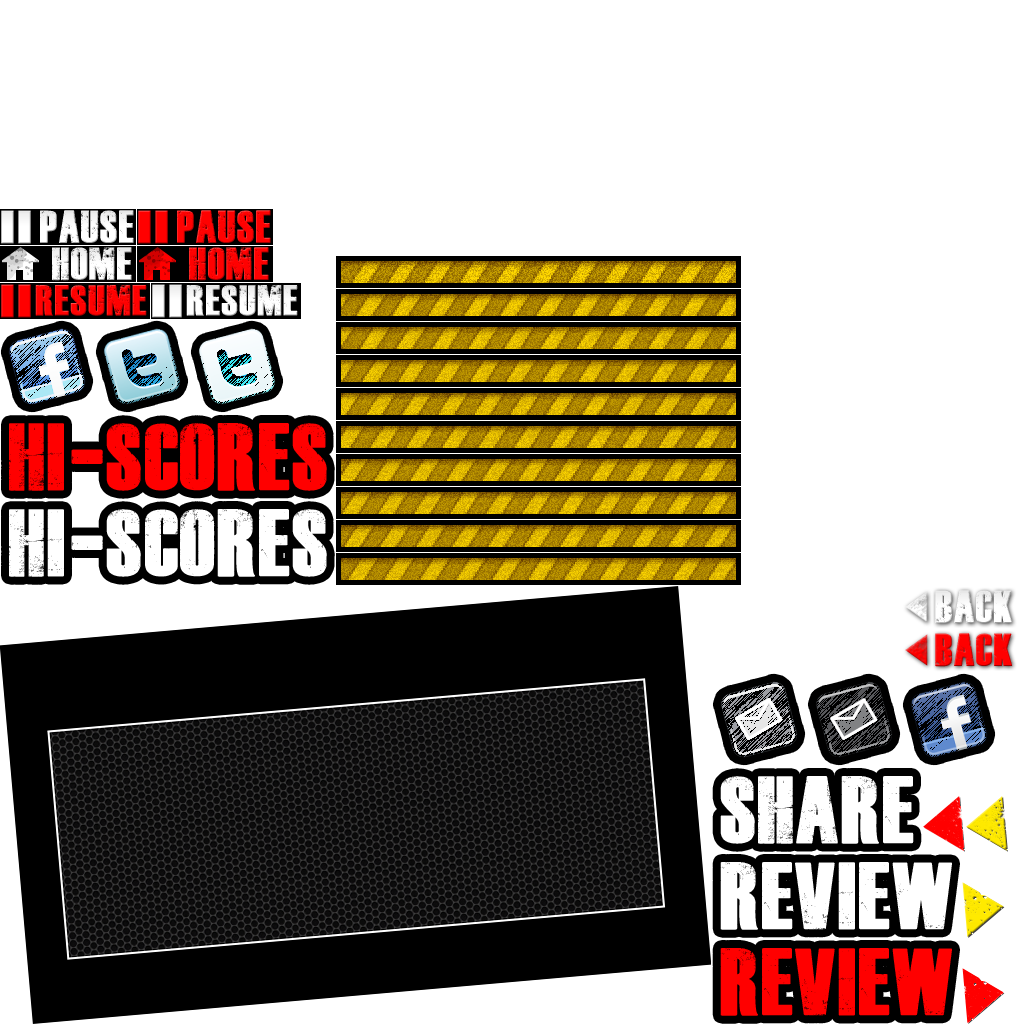 PAUSE PAUSE
HOME HOME
RESUME RESUME
f t t
HI-SCORES
HI-SCORES
BACK
BACK
f
SHARE
REVIEW
REVIEW